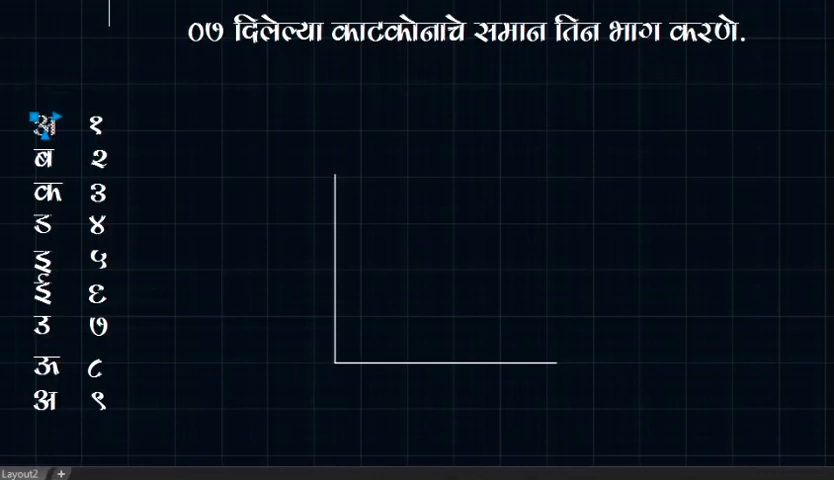 ०७ दिलेल्या काटकोनाचे समान तिन भाग करणे.
अ १
ब २
क ३
ड ४
इ ५
ई ६
उ ७
ऊ ८
अ ९
Layout2 +